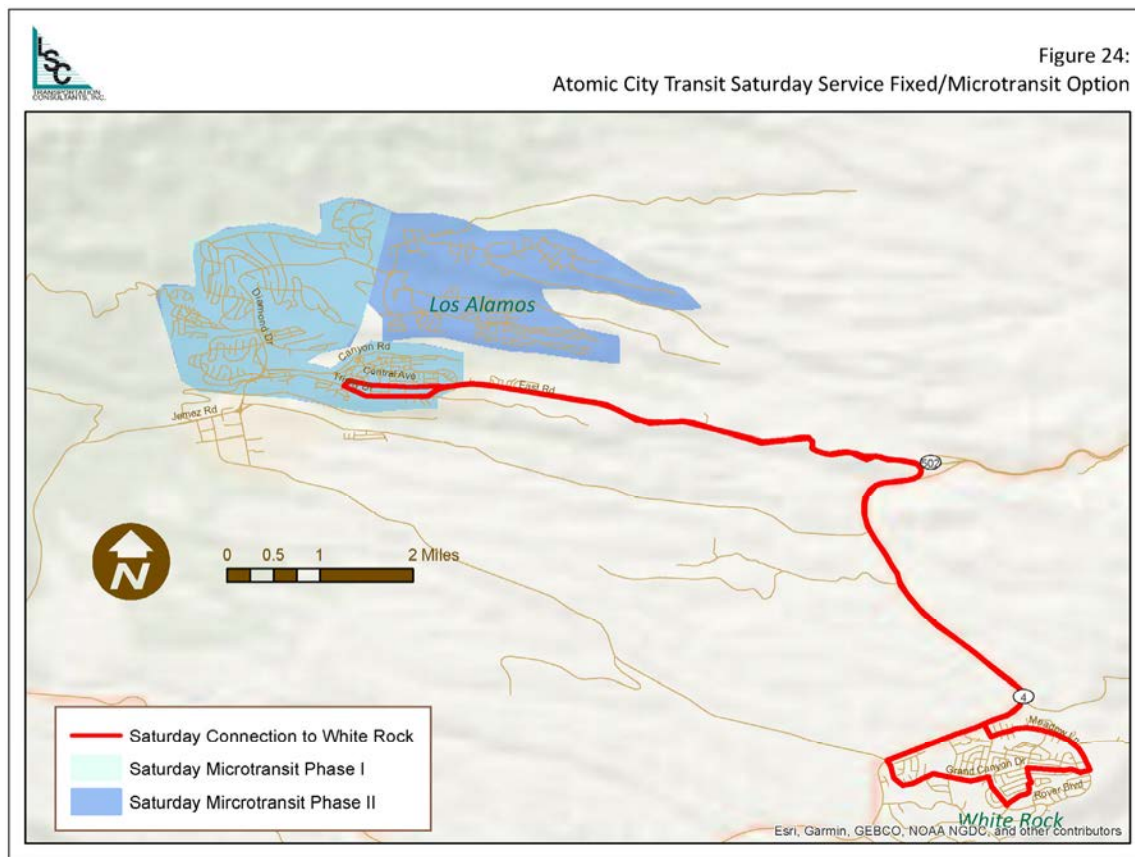 LSC
TRANSPORTATION
CONSULTANTS, INC.
Figure 24:
Atomic City Transit Saturday Service Fixed/Microtransit Option
Los Alamos
Diamond Dr
Canyon Rd
Central Ave
Trinity Dr
East Rd
Jemez Rd
502
N
0 0.5 1 2 Miles
4
Meadow Ln
Grand Canyon Dr
Rover Blvd
White Rock
Saturday Connection to White Rock
Saturday Microtransit Phase I
Saturday Mircrotransit Phase II
Esri, Garmin, GEBCO, NOAA NGDC, and other contributors